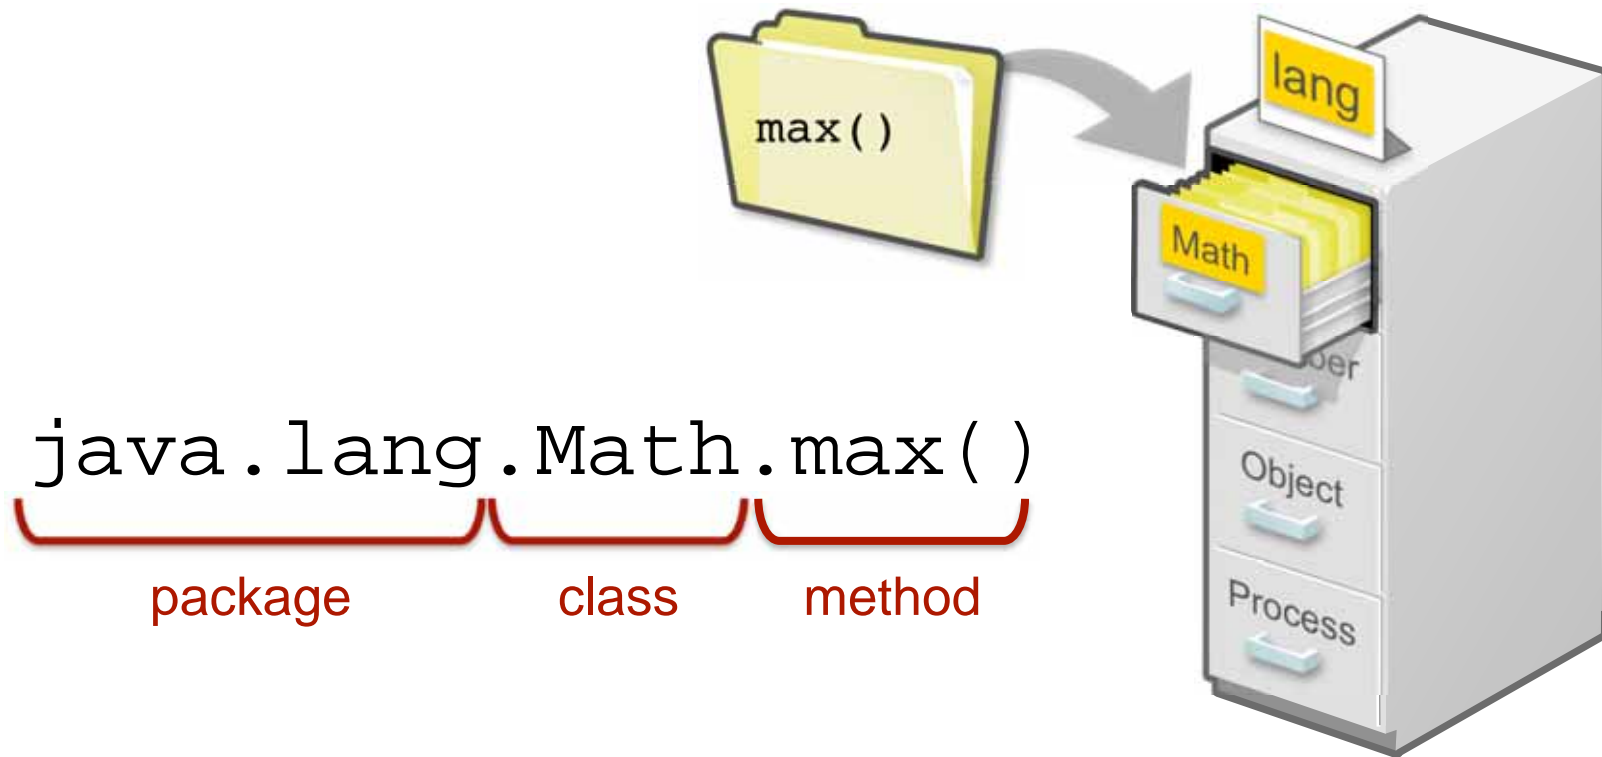 lang
max()
Math
java.lang.Math.max()
Object
package class method
Process